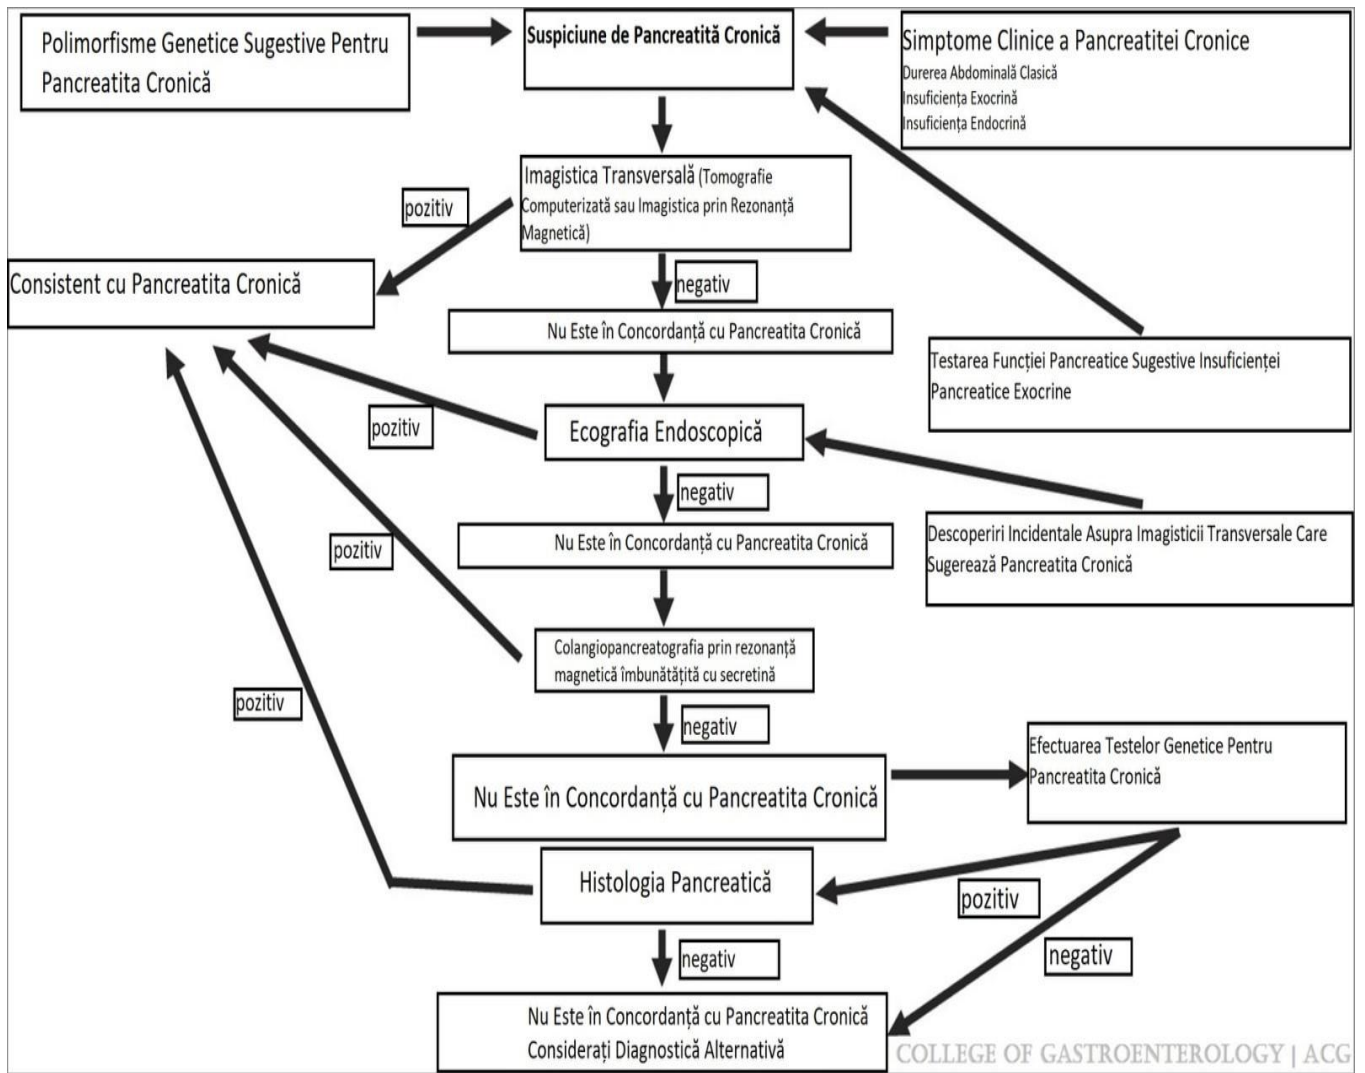 Polimorfisme Genetice Sugestive Pentru
Pancreatita Cronică
Suspiciune de Pancreatită Cronică
Simptome Clinice a Pancreatitei Cronice
Durerea Abdominală Clasică
Insuficiența Exocrină
Insuficiența Endocrină
Imagistica Transversală (Tomografie
Computerizată sau Imagistica prin Rezonanță
Magnetică)
pozitiv
Consistent cu Pancreatita Cronică
negativ
Nu Este în Concordanță cu Pancreatita Cronică
Testarea Funcției Pancreatice Sugestive Insuficienței
Pancreatice Exocrine
Ecografia Endoscopică
pozitiv
negativ
Nu Este în Concordanță cu Pancreatita Cronică
Descoperiri Incidentale Asupra Imagisticii Transversale Care
Sugerează Pancreatita Cronică
pozitiv
Colangiopancreatografia prin rezonanță
magnetică îmbunătățită cu secretină
pozitiv
negativ
Nu Este în Concordanță cu Pancreatita Cronică
Efectuarea Testelor Genetice Pentru
Pancreatita Cronică
Histologia Pancreatică
pozitiv
negativ
negativ
Nu Este în Concordanță cu Pancreatita Cronică
Considerați Diagnostică Alternativă
COLLEGE OF GASTROENTEROLOGY | ACG